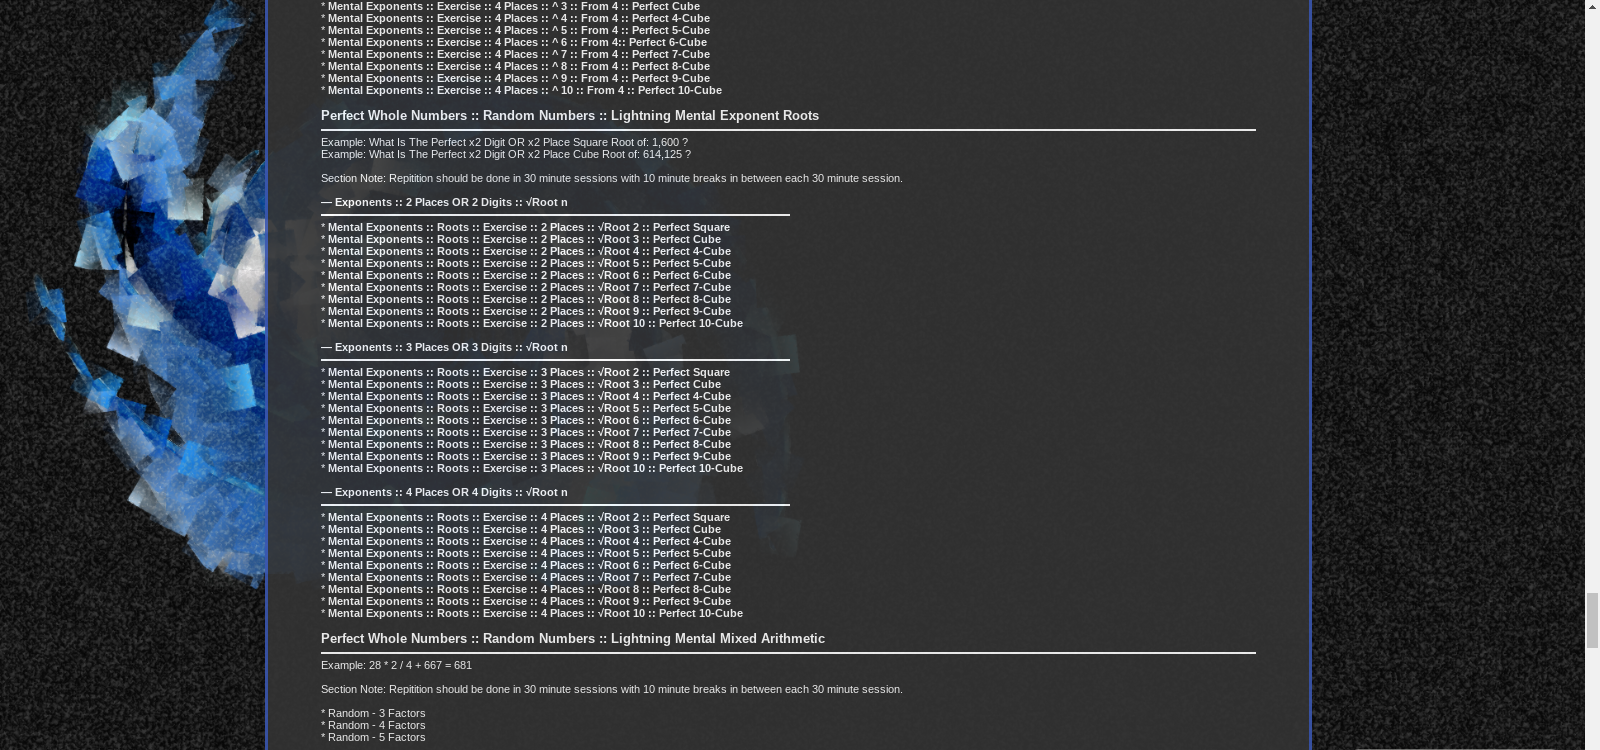 * Mental Exponents :: Exercise :: 4 Places :: ^ 3 :: From 4 :: Perfect Cube
* Mental Exponents :: Exercise :: 4 Places :: ^ 4 :: From 4 :: Perfect 4-Cube
* Mental Exponents :: Exercise :: 4 Places :: ^ 5 :: From 4 :: Perfect 5-Cube
* Mental Exponents :: Exercise :: 4 Places :: ^ 6 :: From 4:: Perfect 6-Cube
* Mental Exponents :: Exercise :: 4 Places :: ^ 7 :: From 4 :: Perfect 7-Cube
* Mental Exponents :: Exercise :: 4 Places :: ^ 8 :: From 4 :: Perfect 8-Cube
* Mental Exponents :: Exercise :: 4 Places :: ^ 9 :: From 4 :: Perfect 9-Cube
* Mental Exponents :: Exercise :: 4 Places :: ^ 10 :: From 4 :: Perfect 10-Cube
Perfect Whole Numbers :: Random Numbers :: Lightning Mental Exponent Roots
Example: What Is The Perfect x2 Digit OR x2 Place Square Root of: 1,600 ?
Example: What Is The Perfect x2 Digit OR x2 Place Cube Root of: 614,125 ?
Section Note: Repitition should be done in 30 minute sessions with 10 minute breaks in between each 30 minute session.
— Exponents :: 2 Places OR 2 Digits :: √Root n
* Mental Exponents :: Roots :: Exercise :: 2 Places :: √Root 2 :: Perfect Square
* Mental Exponents :: Roots :: Exercise :: 2 Places :: √Root 3 :: Perfect Cube
* Mental Exponents :: Roots :: Exercise :: 2 Places :: √Root 4 :: Perfect 4-Cube
* Mental Exponents :: Roots :: Exercise :: 2 Places :: √Root 5 :: Perfect 5-Cube
* Mental Exponents :: Roots :: Exercise :: 2 Places :: √Root 6 :: Perfect 6-Cube
* Mental Exponents :: Roots :: Exercise :: 2 Places :: √Root 7 :: Perfect 7-Cube
* Mental Exponents :: Roots :: Exercise :: 2 Places :: √Root 8 :: Perfect 8-Cube
* Mental Exponents :: Roots :: Exercise :: 2 Places :: √Root 9 :: Perfect 9-Cube
* Mental Exponents :: Roots :: Exercise :: 2 Places :: √Root 10 :: Perfect 10-Cube
— Exponents :: 3 Places OR 3 Digits :: √Root n
* Mental Exponents :: Roots :: Exercise :: 3 Places :: √Root 2 :: Perfect Square
* Mental Exponents :: Roots :: Exercise :: 3 Places :: √Root 3 :: Perfect Cube
* Mental Exponents :: Roots :: Exercise :: 3 Places :: √Root 4 :: Perfect 4-Cube
* Mental Exponents :: Roots :: Exercise :: 3 Places :: √Root 5 :: Perfect 5-Cube
* Mental Exponents :: Roots :: Exercise :: 3 Places :: √Root 6 :: Perfect 6-Cube
* Mental Exponents :: Roots :: Exercise :: 3 Places :: √Root 7 :: Perfect 7-Cube
* Mental Exponents :: Roots :: Exercise :: 3 Places :: √Root 8 :: Perfect 8-Cube
* Mental Exponents :: Roots :: Exercise :: 3 Places :: √Root 9 :: Perfect 9-Cube
* Mental Exponents :: Roots :: Exercise :: 3 Places :: √Root 10 :: Perfect 10-Cube
— Exponents :: 4 Places OR 4 Digits :: √Root n
* Mental Exponents :: Roots :: Exercise :: 4 Places :: √Root 2 :: Perfect Square
* Mental Exponents :: Roots :: Exercise :: 4 Places :: √Root 3 :: Perfect Cube
* Mental Exponents :: Roots :: Exercise :: 4 Places :: √Root 4 :: Perfect 4-Cube
* Mental Exponents :: Roots :: Exercise :: 4 Places :: √Root 5 :: Perfect 5-Cube
* Mental Exponents :: Roots :: Exercise :: 4 Places :: √Root 6 :: Perfect 6-Cube
* Mental Exponents :: Roots :: Exercise :: 4 Places :: √Root 7 :: Perfect 7-Cube
* Mental Exponents :: Roots :: Exercise :: 4 Places :: √Root 8 :: Perfect 8-Cube
* Mental Exponents :: Roots :: Exercise :: 4 Places :: √Root 9 :: Perfect 9-Cube
* Mental Exponents :: Roots :: Exercise :: 4 Places :: √Root 10 :: Perfect 10-Cube
Perfect Whole Numbers :: Random Numbers :: Lightning Mental Mixed Arithmetic
Example: 28 * 2 / 4 + 667 = 681
Section Note: Repitition should be done in 30 minute sessions with 10 minute breaks in between each 30 minute session.
* Random - 3 Factors
* Random - 4 Factors
* Random - 5 Factors